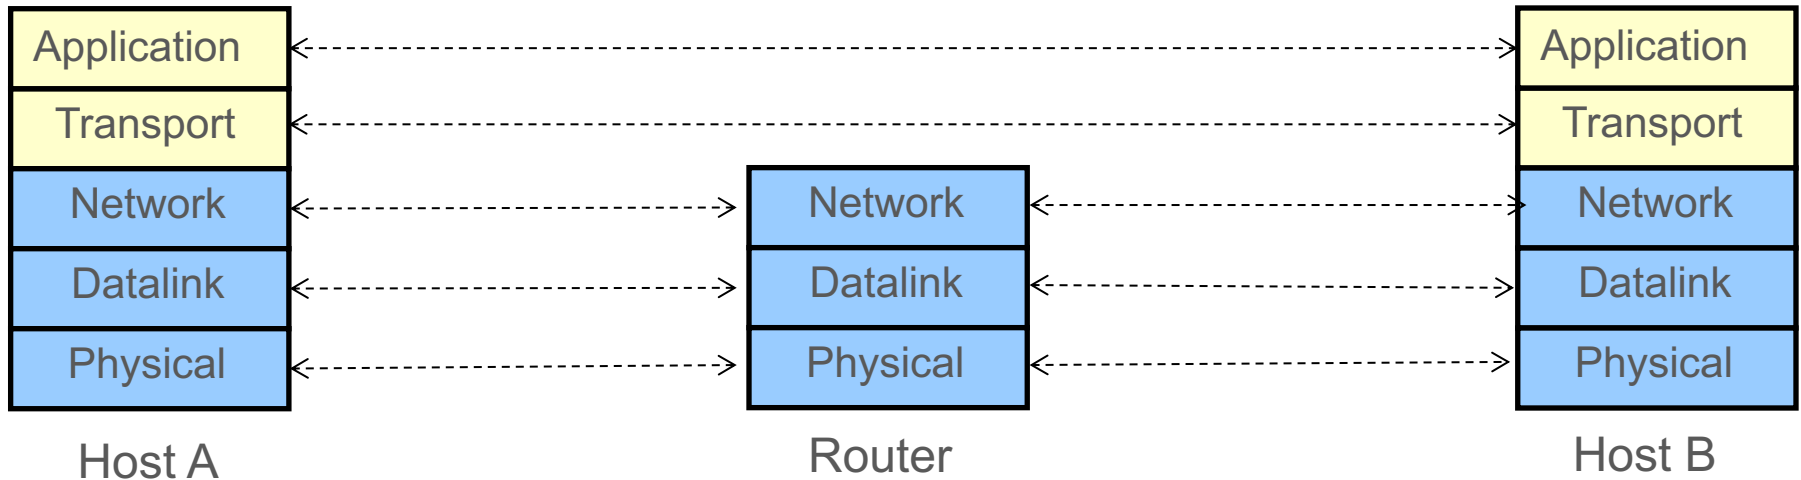 Application
Transport
Network
Datalink
Physical
Host A
Network
Datalink
Physical
Router
Application
Transport
Network
Datalink
Physical
Host B